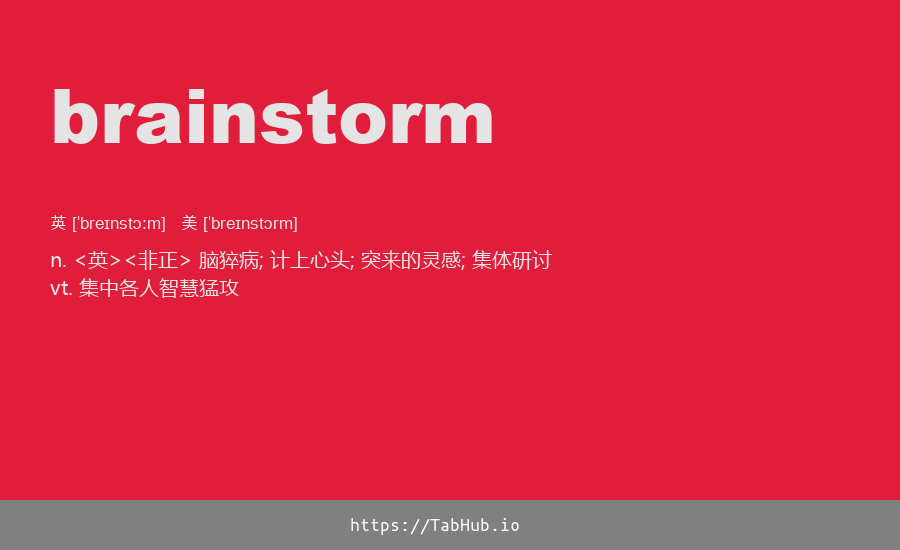 brainstorm
英 [ˈbreɪnstɔːm] 美 [ˈbreɪnstɔrm]
n. <英><非正> 脑猝病; 计上心头; 突来的灵感; 集体研讨
vt. 集中各人智慧猛攻
https://TabHub.io